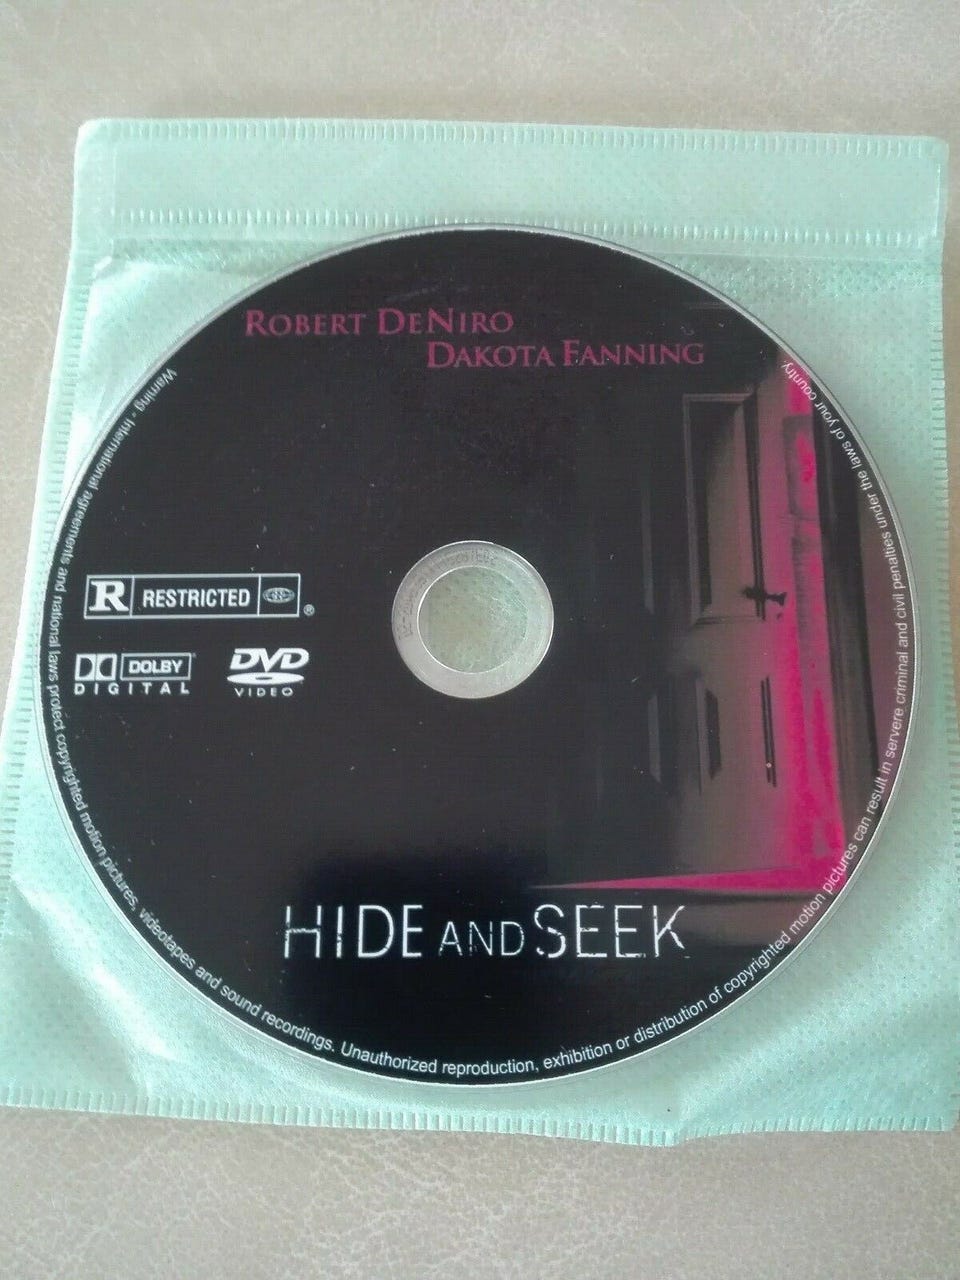 ROBERT DENIRO
DAKOTA FANNING
R RESTRICTED ®
DOLBY
DIGITAL
DVD
VIDEO
HIDE AND SEEK
Warning - International agreements and national laws protect copyrighted motion pictures, videotapes and sound recordings. Unauthorized reproduction, exhibition or distribution of copyrighted motion pictures can result in servere criminal and civil penalties under the laws of your country.